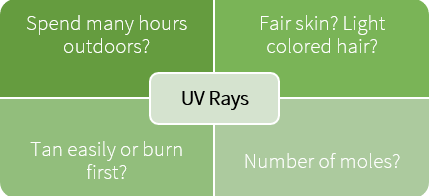 Spend many hours
outdoors?
Fair skin? Light
colored hair?
UV Rays
Tan easily or burn
first?
Number of moles?